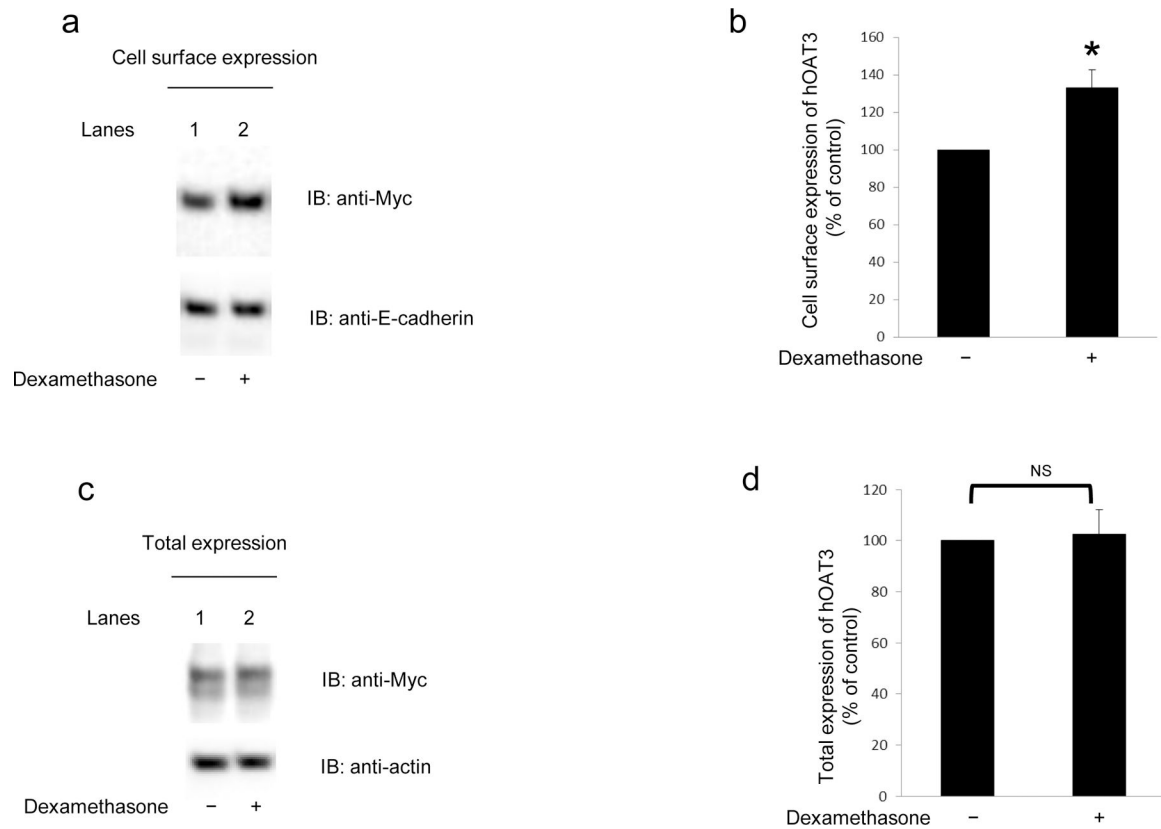 a
Cell surface expression
Lanes 1 2
IB: anti-Myc
IB: anti-E-cadherin
Dexamethasone − +
b
Cell surface expression of hOAT3
(% of control)
160
140
120
100
80
60
40
20
0
*
Dexamethasone − +
c
Total expression
Lanes 1 2
IB: anti-Myc
IB: anti-actin
Dexamethasone − +
d
NS
Total expression of hOAT3
(% of control)
120
100
80
60
40
20
0
Dexamethasone − +